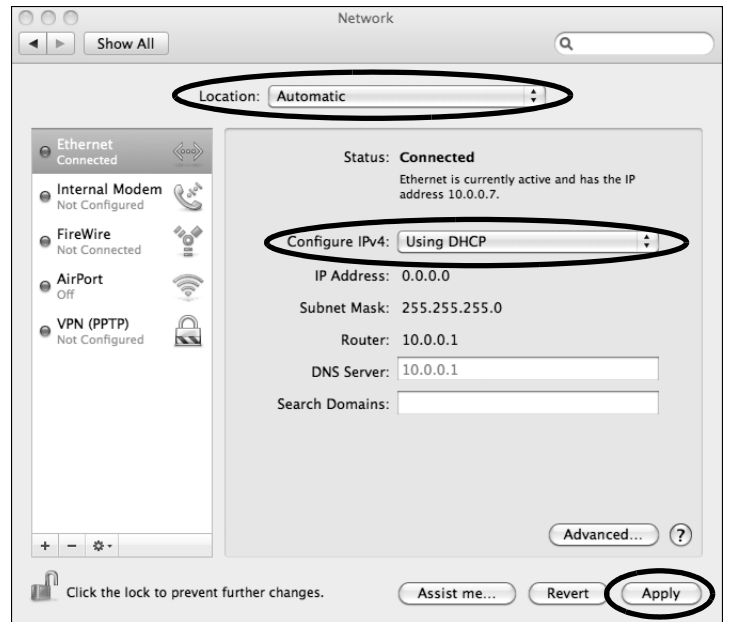 Network
Show All
Location: Automatic
Ethernet
Connected
Internal Modem
Not Configured
FireWire
Not Connected
AirPort
Off
VPN (PPTP)
Not Configured
Status: Connected
Ethernet is currently active and has the IP
address 10.0.0.7.
Configure IPv4: Using DHCP
IP Address: 0.0.0.0
Subnet Mask: 255.255.255.0
Router: 10.0.0.1
DNS Server: 10.0.0.1
Search Domains:
Advanced... ?
+ −
Click the lock to prevent further changes.
Assist me... Revert Apply